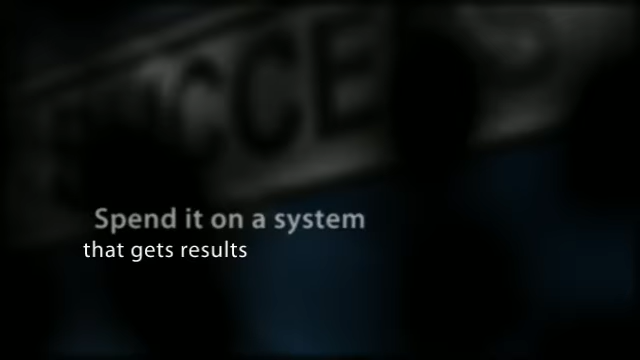 Spend it on a system
that gets results